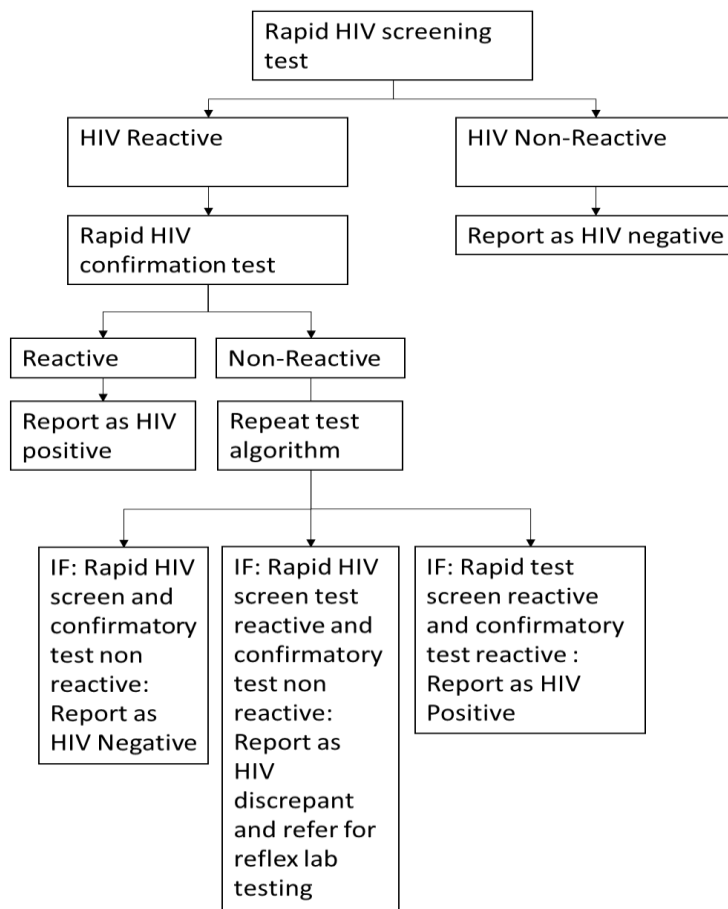 Rapid HIV screening
test
HIV Reactive
HIV Non-Reactive
Rapid HIV
confirmation test
Report as HIV negative
Reactive
Non-Reactive
Report as HIV
positive
Repeat test
algorithm
IF: Rapid HIV
screen and
confirmatory
test non
reactive:
Report as
HIV Negative
IF: Rapid HIV
screen test
reactive and
confirmatory
test non
reactive:
Report as
HIV
discrepant
and refer for
reflex lab
testing
IF: Rapid test
screen reactive
and confirmatory
test reactive :
Report as HIV
Positive